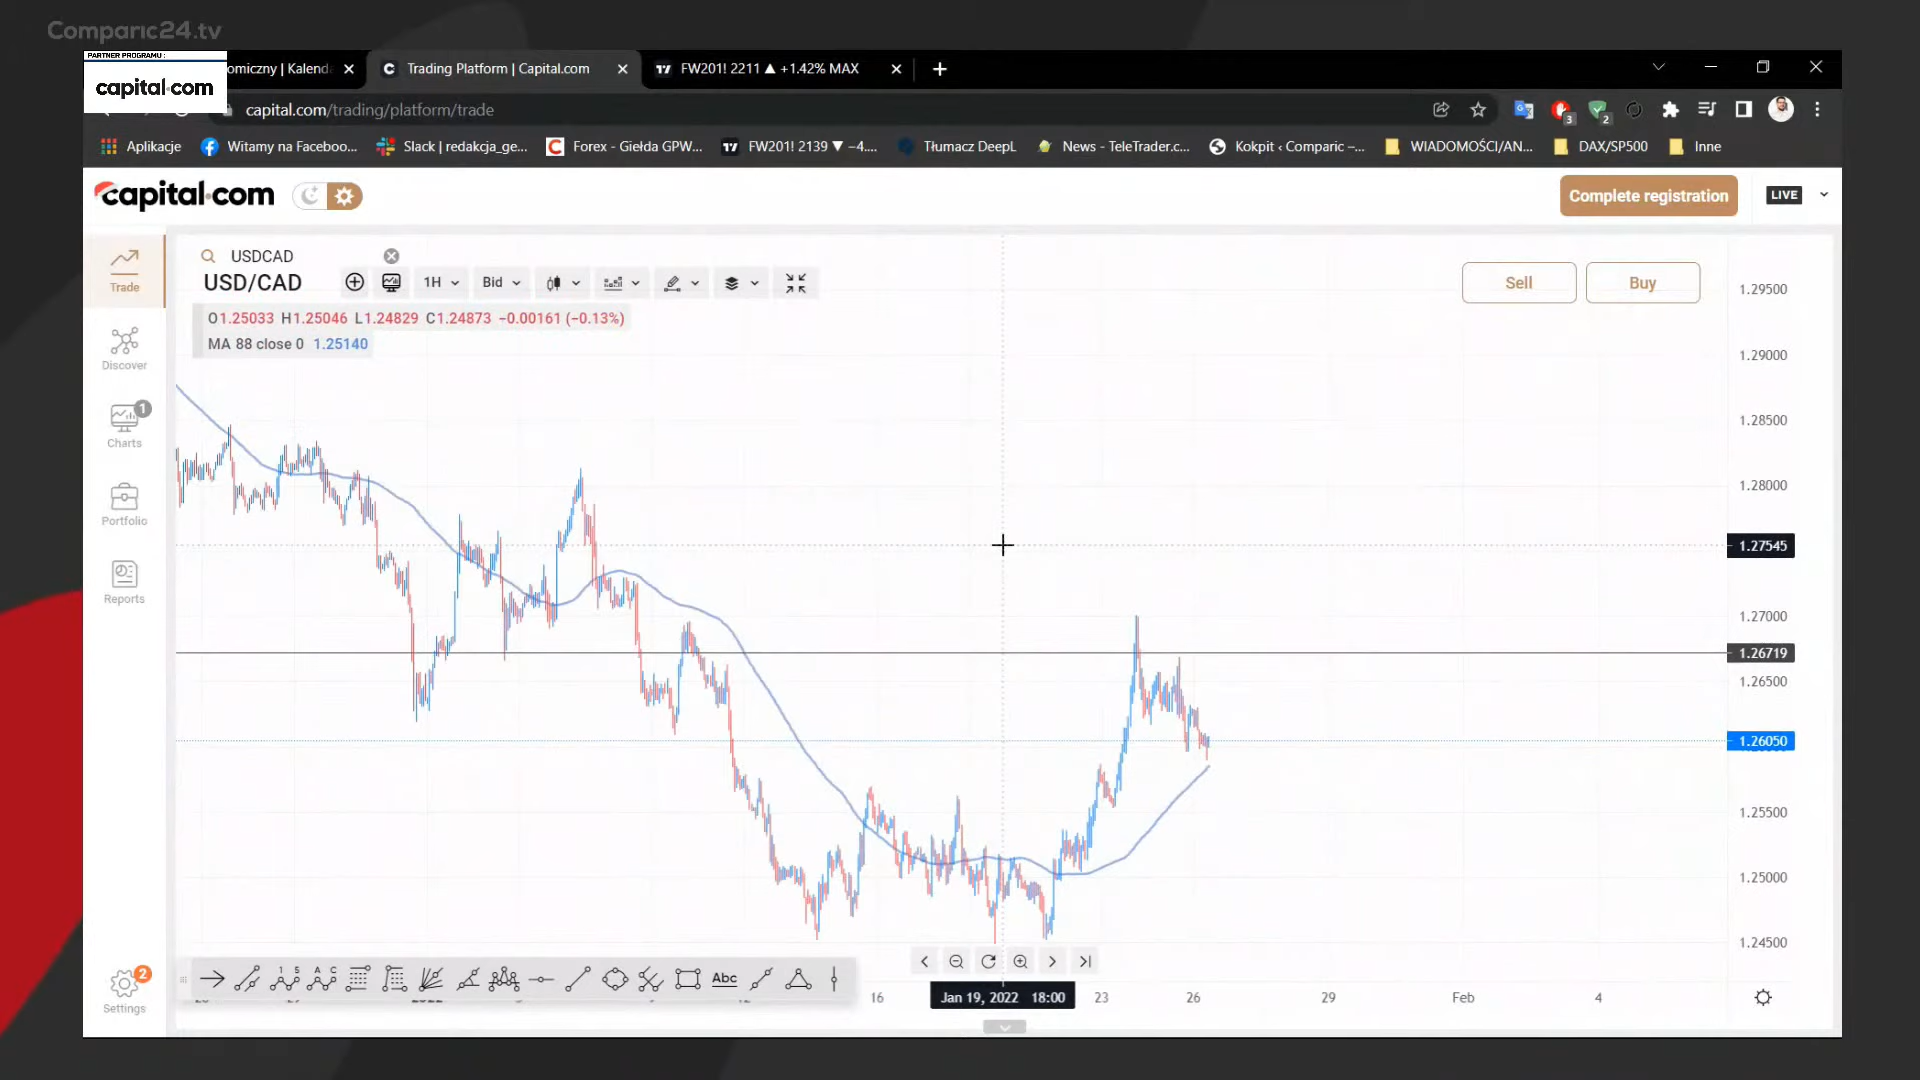 Comparic24.tv
PARTNER PROGRAMU :
capital.com
omiczny | Kalend
Trading Platform | Capital.com
FW201! 2211 ▲ +1.42% MAX
capital.com/trading/platform/trade
3
2
Aplikacje
Witamy na Faceboo...
Slack | redakcja_ge...
Forex - Giełda GPW...
FW201! 2139 ▼ −4....
Tłumacz DeepL
News - TeleTrader.c...
Kokpit ‹ Comparic –...
WIADOMOŚCI/AN...
DAX/SP500
Inne
capital.com
Complete registration
LIVE
Trade
Discover
Charts
1
Portfolio
Reports
Settings
2
USDCAD
USD/CAD
1H
Bid
Sell
Buy
O1.25033 H1.25046 L1.24829 C1.24873 −0.00161 (−0.13%)
MA 88 close 0 1.25140
1.29500
1.29000
1.28500
1.28000
1.27545
1.27000
1.26719
1.26500
1.26050
1.25500
1.25000
1.24500
1 5
A C
Abc
16
Jan 19, 2022 18:00
23
26
29
Feb
4